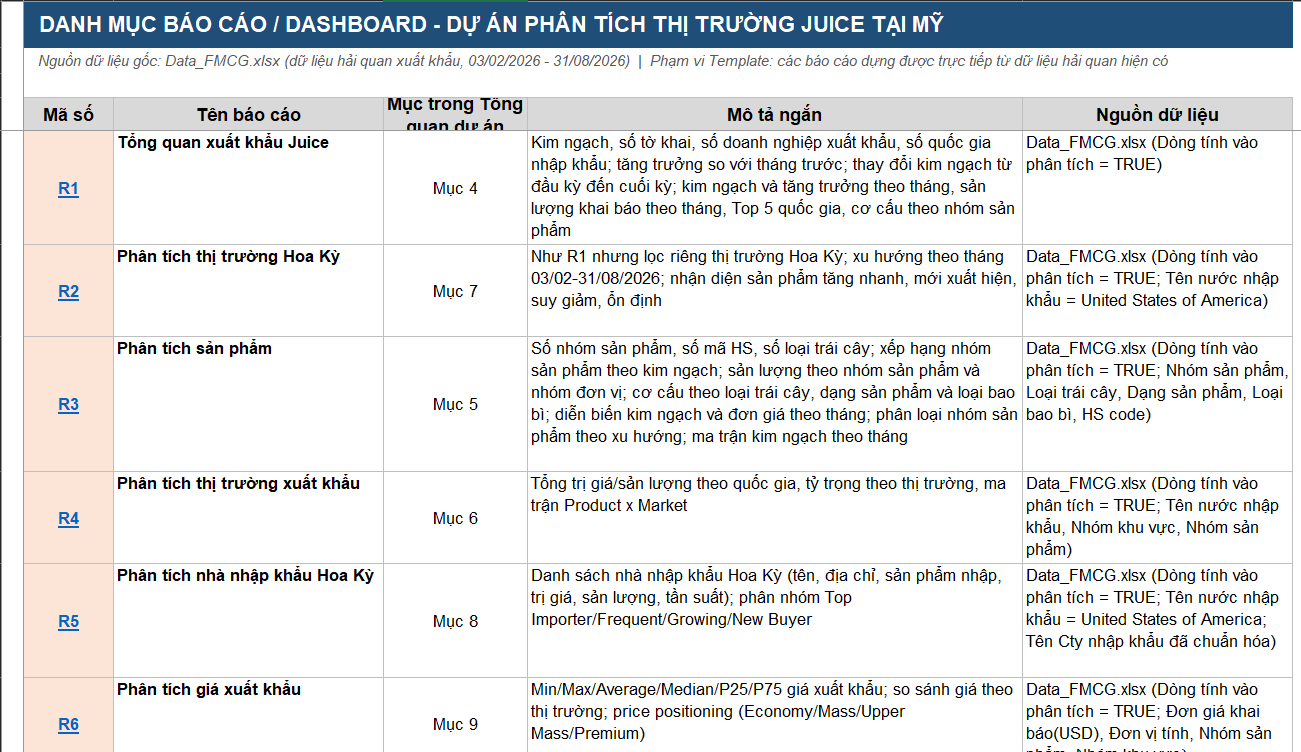 DANH MỤC BÁO CÁO / DASHBOARD - DỰ ÁN PHÂN TÍCH THỊ TRƯỜNG JUICE TẠI MỸ
Nguồn dữ liệu gốc: Data_FMCG.xlsx (dữ liệu hải quan xuất khẩu, 03/02/2026 - 31/08/2026) | Phạm vi Template: các báo cáo dựng được trực tiếp từ dữ liệu hải quan hiện có
Mã số
Tên báo cáo
Mục trong Tổng
quan dự án
Mô tả ngắn
Nguồn dữ liệu
R1
Tổng quan xuất khẩu Juice
Mục 4
Kim ngạch, số tờ khai, số doanh nghiệp xuất khẩu, số quốc gia
nhập khẩu; tăng trưởng so với tháng trước; thay đổi kim ngạch từ
đầu kỳ đến cuối kỳ; kim ngạch và tăng trưởng theo tháng, sản
lượng khai báo theo tháng, Top 5 quốc gia, cơ cấu theo nhóm sản
phẩm
Data_FMCG.xlsx (Dòng tính vào
phân tích = TRUE)
R2
Phân tích thị trường Hoa Kỳ
Mục 7
Như R1 nhưng lọc riêng thị trường Hoa Kỳ; xu hướng theo tháng
03/02-31/08/2026; nhận diện sản phẩm tăng nhanh, mới xuất hiện,
suy giảm, ổn định
Data_FMCG.xlsx (Dòng tính vào
phân tích = TRUE; Tên nước nhập
khẩu = United States of America)
R3
Phân tích sản phẩm
Mục 5
Số nhóm sản phẩm, số mã HS, số loại trái cây; xếp hạng nhóm
sản phẩm theo kim ngạch; sản lượng theo nhóm sản phẩm và
nhóm đơn vị; cơ cấu theo loại trái cây, dạng sản phẩm và loại bao
bì; diễn biến kim ngạch và đơn giá theo tháng; phân loại nhóm sản
phẩm theo xu hướng; ma trận kim ngạch theo tháng
Data_FMCG.xlsx (Dòng tính vào
phân tích = TRUE; Nhóm sản phẩm,
Loại trái cây, Dạng sản phẩm, Loại
bao bì, HS code)
R4
Phân tích thị trường xuất khẩu
Mục 6
Tổng trị giá/sản lượng theo quốc gia, tỷ trọng theo thị trường, ma
trận Product x Market
Data_FMCG.xlsx (Dòng tính vào
phân tích = TRUE; Tên nước nhập
khẩu, Nhóm khu vực, Nhóm sản
phẩm)
R5
Phân tích nhà nhập khẩu Hoa Kỳ
Mục 8
Danh sách nhà nhập khẩu Hoa Kỳ (tên, địa chỉ, sản phẩm nhập,
trị giá, sản lượng, tần suất); phân nhóm Top
Importer/Frequent/Growing/New Buyer
Data_FMCG.xlsx (Dòng tính vào
phân tích = TRUE; Tên nước nhập
khẩu = United States of America;
Tên Cty nhập khẩu đã chuẩn hóa)
R6
Phân tích giá xuất khẩu
Mục 9
Min/Max/Average/Median/P25/P75 giá xuất khẩu; so sánh giá theo
thị trường; price positioning (Economy/Mass/Upper
Mass/Premium)
Data_FMCG.xlsx (Dòng tính vào
phân tích = TRUE; Đơn giá khai
báo(USD), Đơn vị tính, Nhóm sản